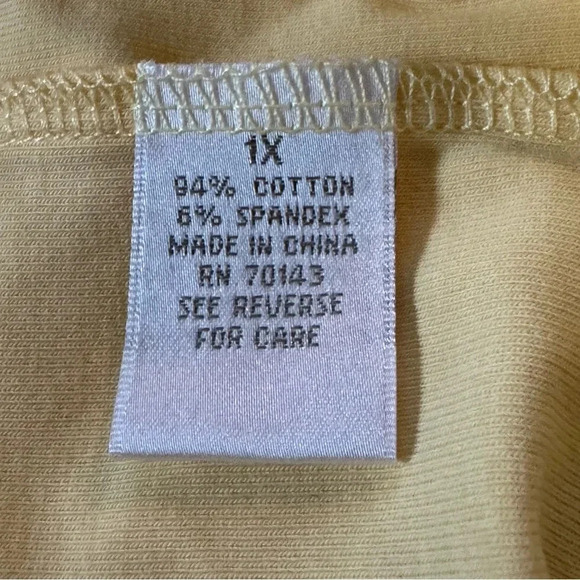 1X
94% COTTON
6% SPANDEX
MADE IN CHINA
RN 70143
SEE REVERSE
FOR CARE